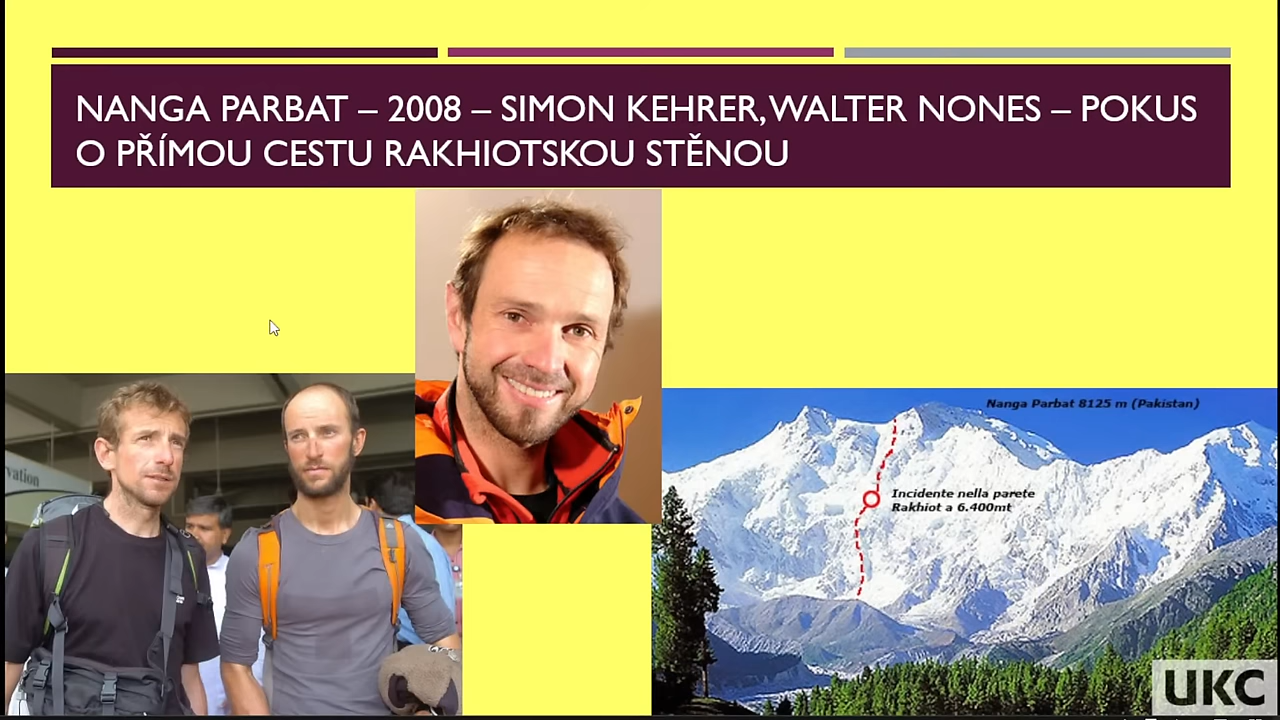 NANGA PARBAT – 2008 – SIMON KEHRER, WALTER NONES – POKUS
O PŘÍMOU CESTU RAKHIOTSKOU STĚNOU
vation
Nanga Parbat 8125 m (Pakistan)
Incidente nella parete
Rakhiot a 6.400mt
UKC